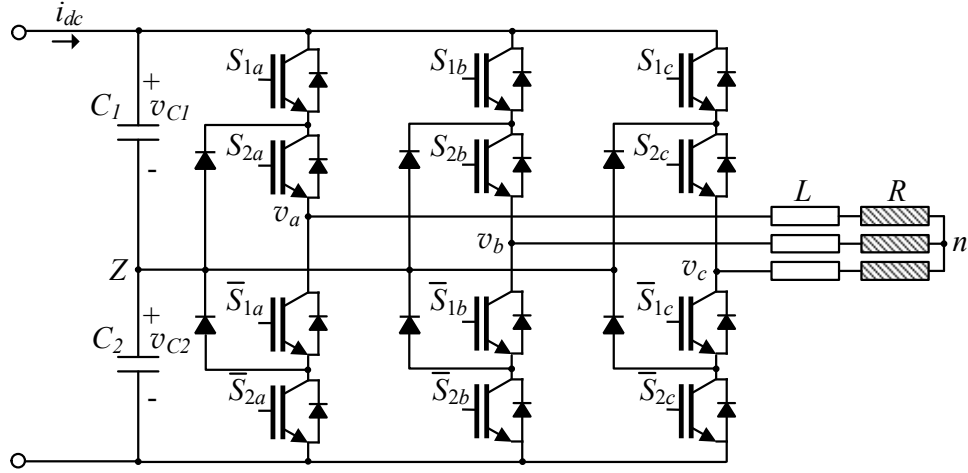 i_dc
S_1a
S_1b
S_1c
+
C_1
v_C1
-
S_2a
S_2b
S_2c
L
R
v_a
v_b
n
Z
v_c
S̅_1a
S̅_1b
S̅_1c
+
C_2
v_C2
-
S̅_2a
S̅_2b
S̅_2c